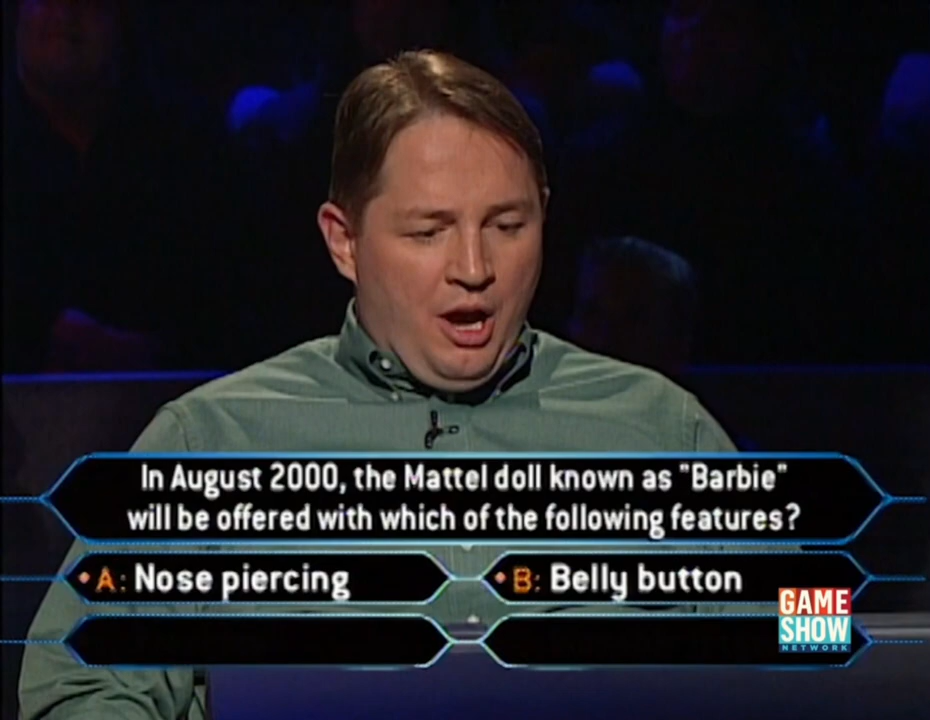 In August 2000, the Mattel doll known as "Barbie"
will be offered with which of the following features?
A: Nose piercing
B: Belly button
GAME
SHOW
NETWORK